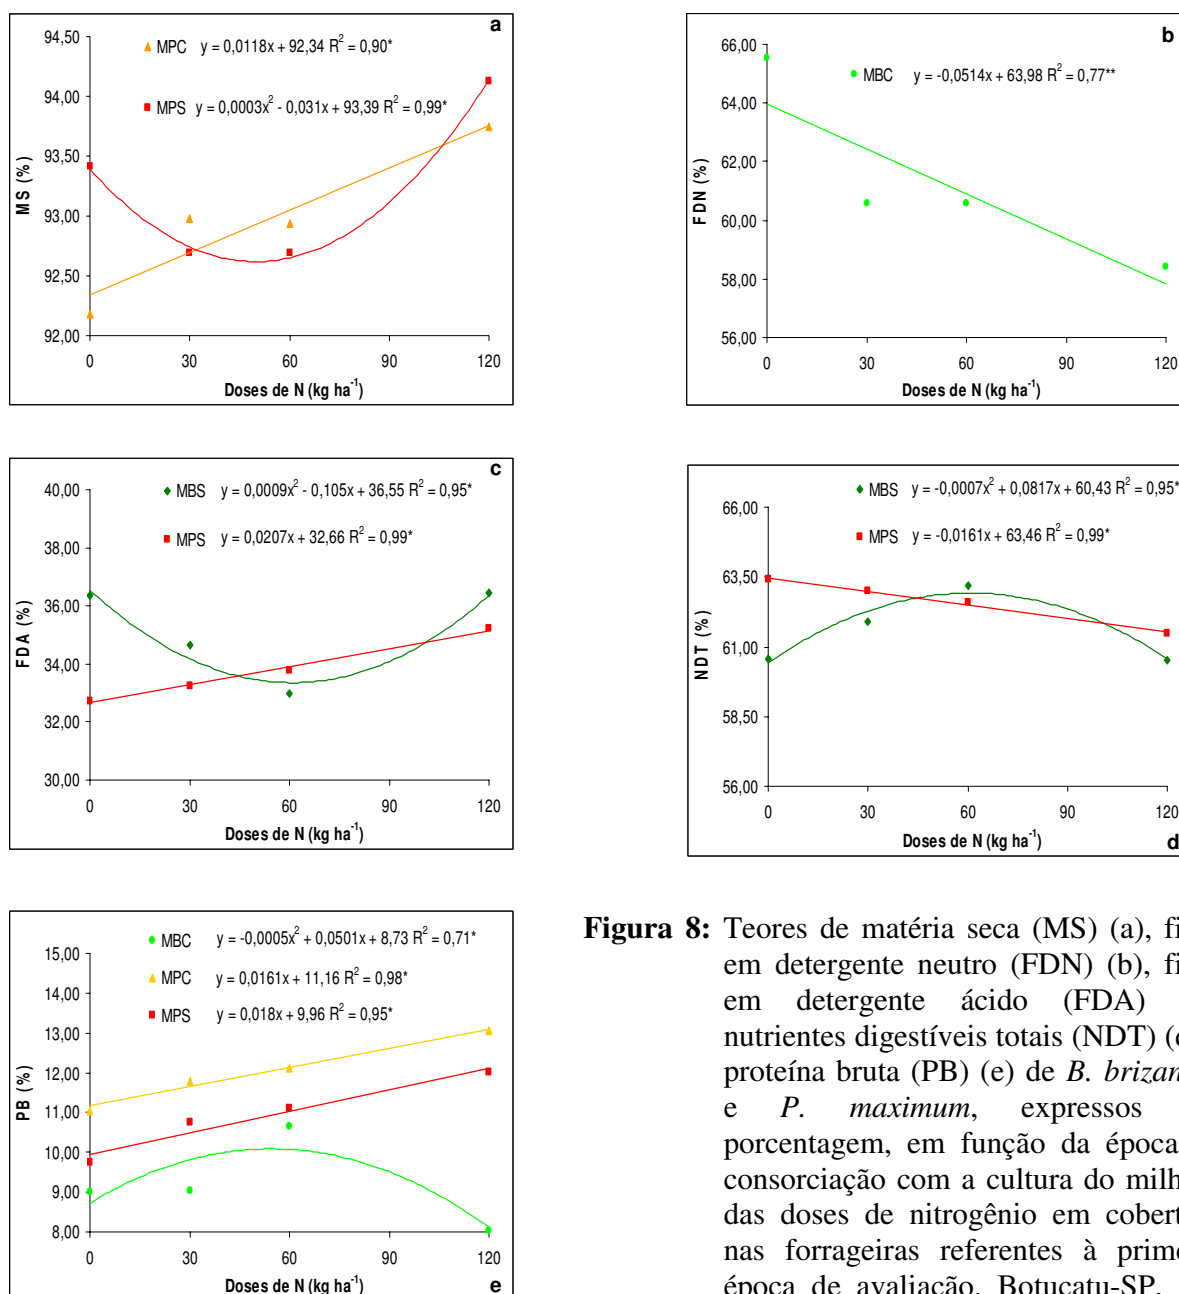 a
94,50
94,00
93,50
93,00
92,50
92,00
MS (%)
MPC y = 0,0118x + 92,34 R² = 0,90*
MPS y = 0,0003x² - 0,031x + 93,39 R² = 0,99*
0 30 60 90 120
Doses de N (kg ha⁻¹)
b
66,00
64,00
62,00
60,00
58,00
56,00
FDN (%)
MBC y = -0,0514x + 63,98 R² = 0,77**
0 30 60 90 120
Doses de N (kg ha⁻¹)
c
40,00
38,00
36,00
34,00
32,00
30,00
FDA (%)
MBS y = 0,0009x² - 0,105x + 36,55 R² = 0,95*
MPS y = 0,0207x + 32,66 R² = 0,99*
0 30 60 90 120
Doses de N (kg ha⁻¹)
66,00
63,50
61,00
58,50
56,00
NDT (%)
MBS y = -0,0007x² + 0,0817x + 60,43 R² = 0,95*
MPS y = -0,0161x + 63,46 R² = 0,99*
0 30 60 90 120
Doses de N (kg ha⁻¹)
d
15,00
14,00
13,00
12,00
11,00
10,00
9,00
8,00
PB (%)
MBC y = -0,0005x² + 0,0501x + 8,73 R² = 0,71*
MPC y = 0,0161x + 11,16 R² = 0,98*
MPS y = 0,018x + 9,96 R² = 0,95*
0 30 60 90 120
Doses de N (kg ha⁻¹)
e
Figura 8: Teores de matéria seca (MS) (a),
em detergente neutro (FDN) (b),
em detergente ácido (FDA)
nutrientes digestíveis totais (NDT)
proteína bruta (PB) (e) de B.
e P. maximum, expressos
porcentagem, em função da época
consorciação com a cultura do
das doses de nitrogênio em
nas forrageiras referentes à
época de avaliação. Botucatu-SP.